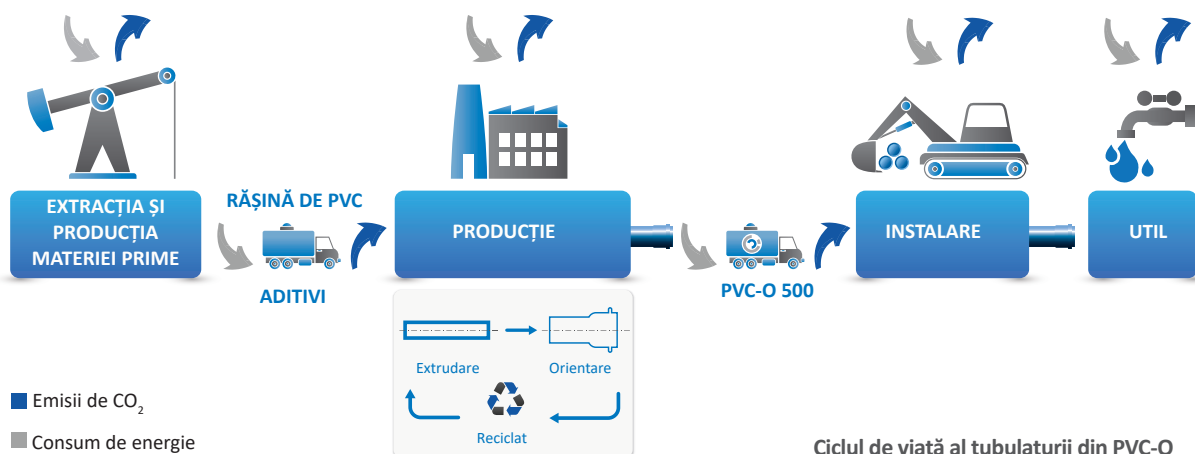 EXTRACȚIA ȘI
PRODUCȚIA
MATERIEI PRIME
RĂȘINĂ DE PVC
ADITIVI
PRODUCȚIE
PVC-O 500
INSTALARE
UTIL
Extrudare
Orientare
Reciclat
Emisii de CO₂
Consum de energie
Ciclul de viață al tubulaturii din PVC-O